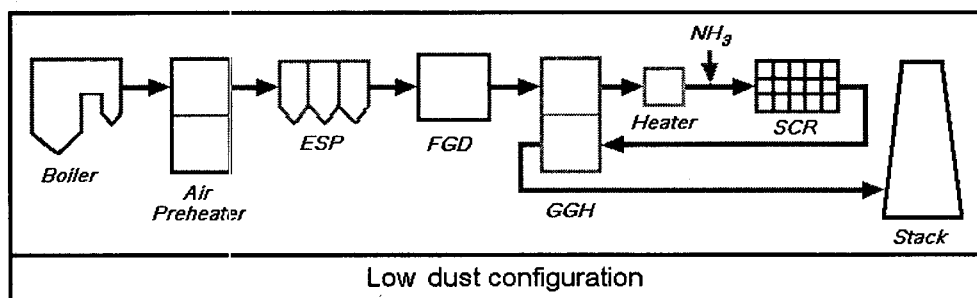 NH3
Boiler
Air
Preheater
ESP
FGD
GGH
Heater
SCR
Stack
Low dust configuration